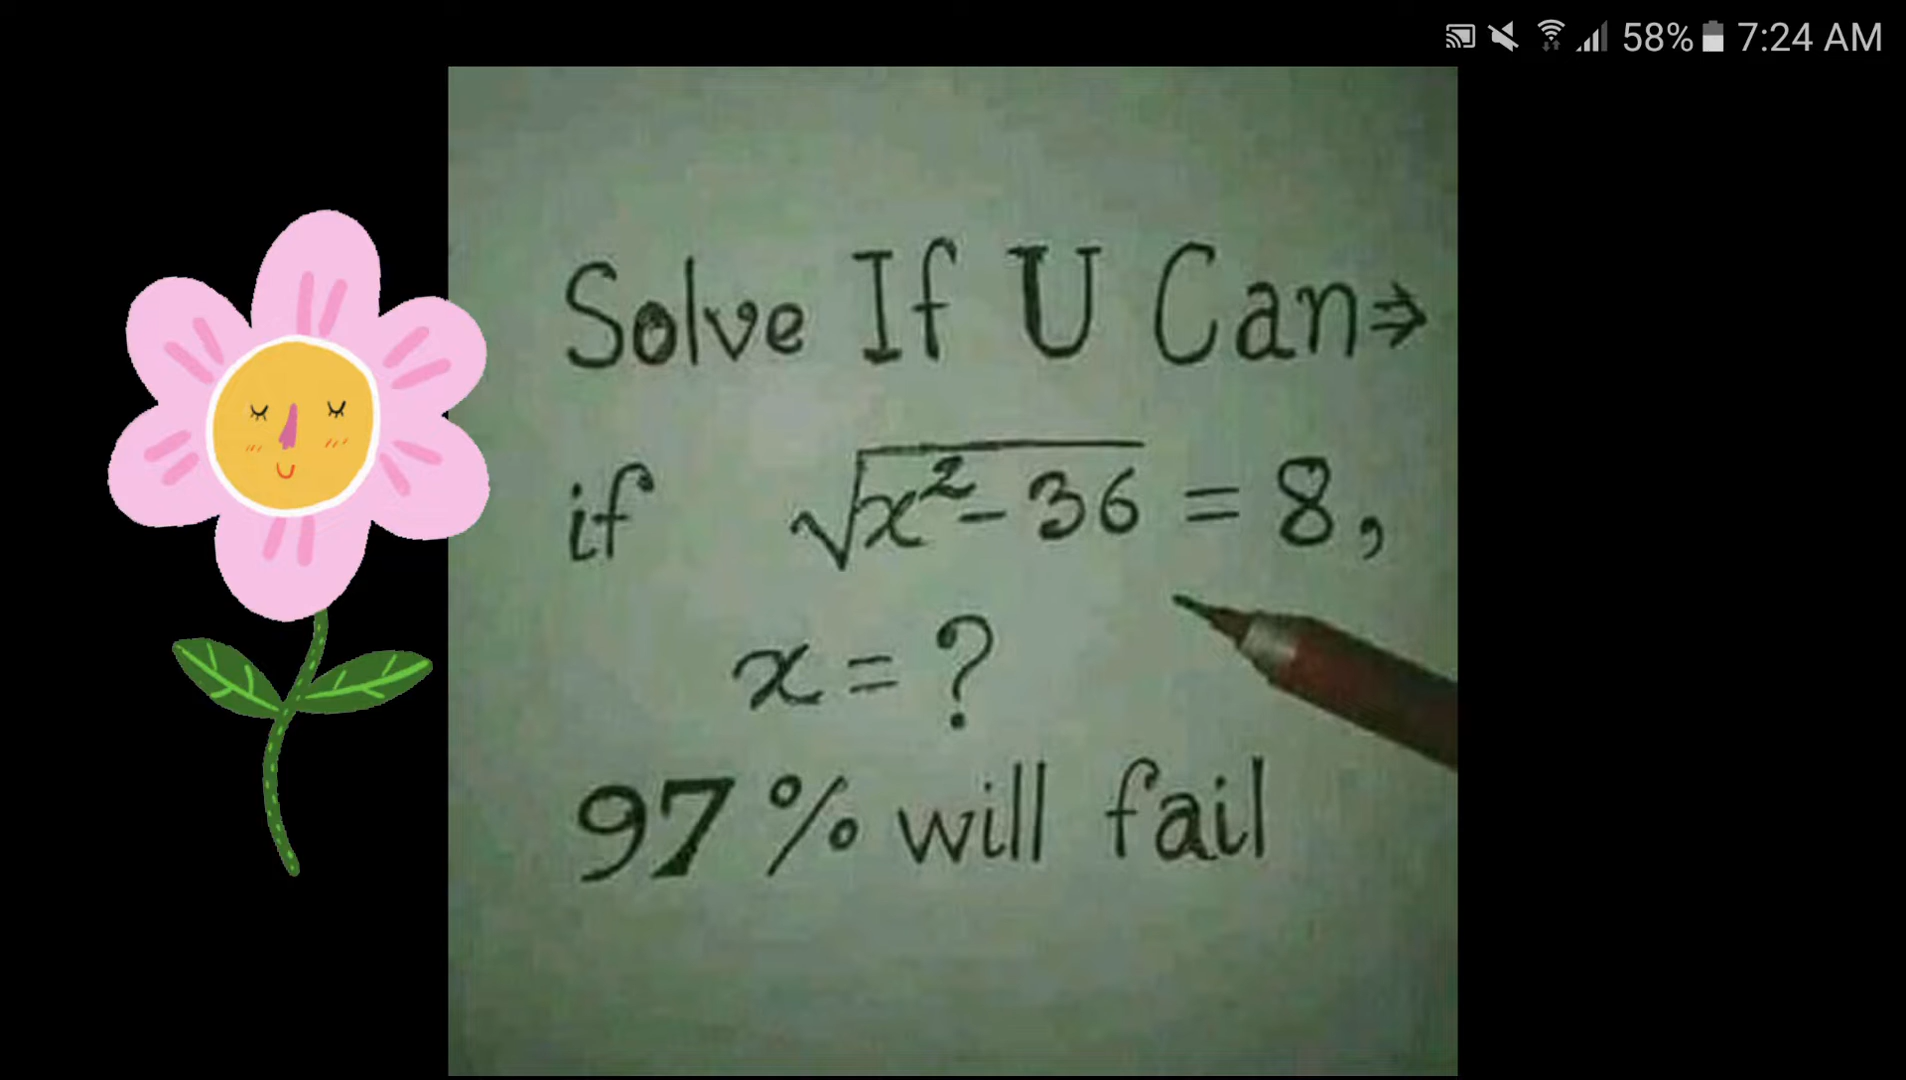 58% 7:24 AM
Solve If U Can⇒
if √x²-36 = 8,
x = ?
97% will fail